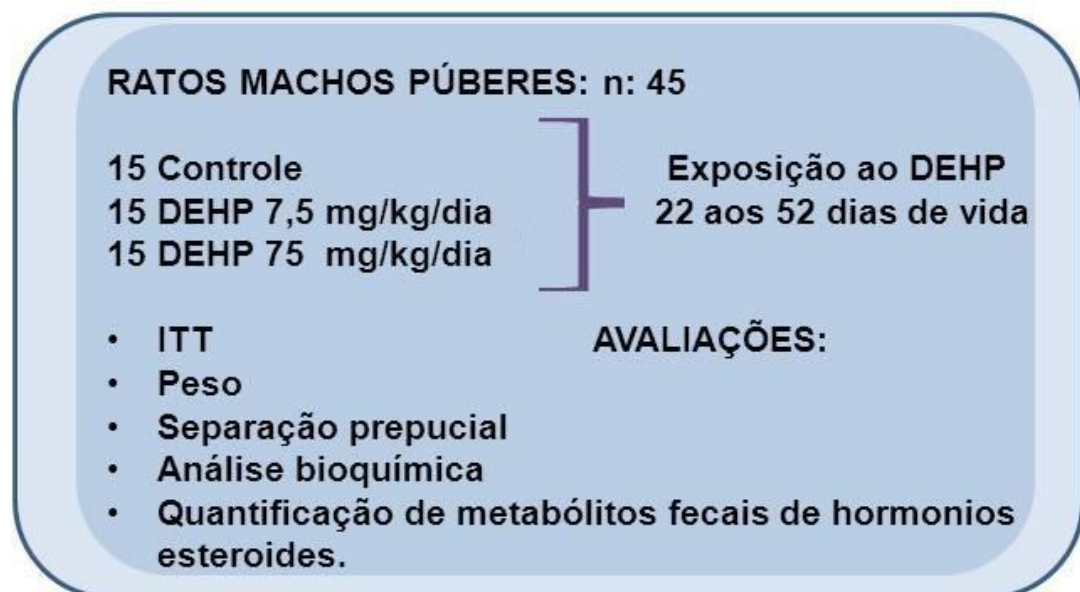 RATOS MACHOS PÚBERES: n: 45
15 Controle
15 DEHP 7,5 mg/kg/dia
15 DEHP 75 mg/kg/dia
Exposição ao DEHP
22 aos 52 dias de vida
AVALIAÇÕES:
• ITT
• Peso
• Separação prepucial
• Análise bioquímica
• Quantificação de metabólitos fecais de hormonios
esteroides.